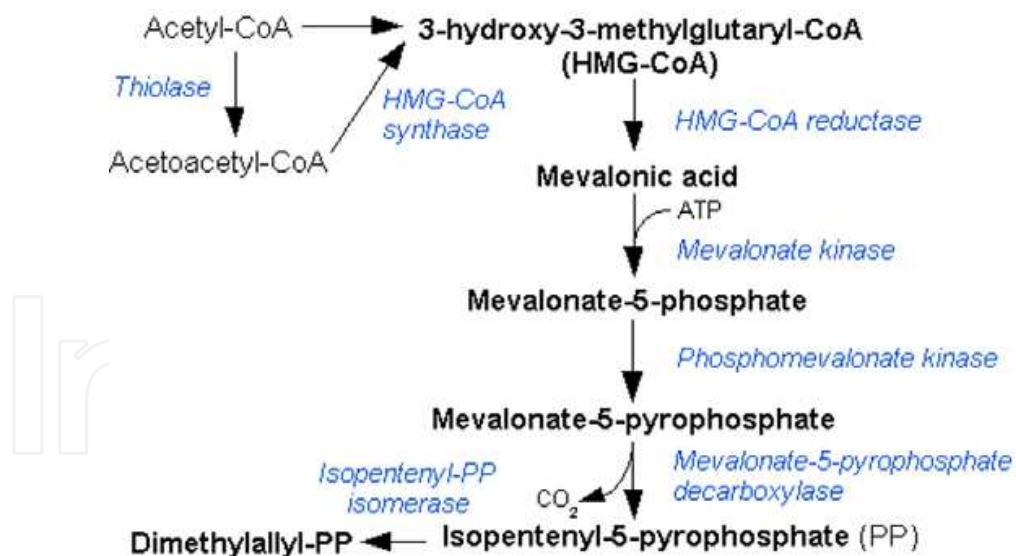 Acetyl-CoA
3-hydroxy-3-methylglutaryl-CoA
(HMG-CoA)
Thiolase
HMG-CoA
synthase
HMG-CoA reductase
Acetoacetyl-CoA
Mevalonic acid
ATP
Mevalonate kinase
Mevalonate-5-phosphate
Phosphomevalonate kinase
Mevalonate-5-pyrophosphate
Isopentenyl-PP
isomerase
CO₂
Mevalonate-5-pyrophosphate
decarboxylase
Dimethylallyl-PP
Isopentenyl-5-pyrophosphate (PP)